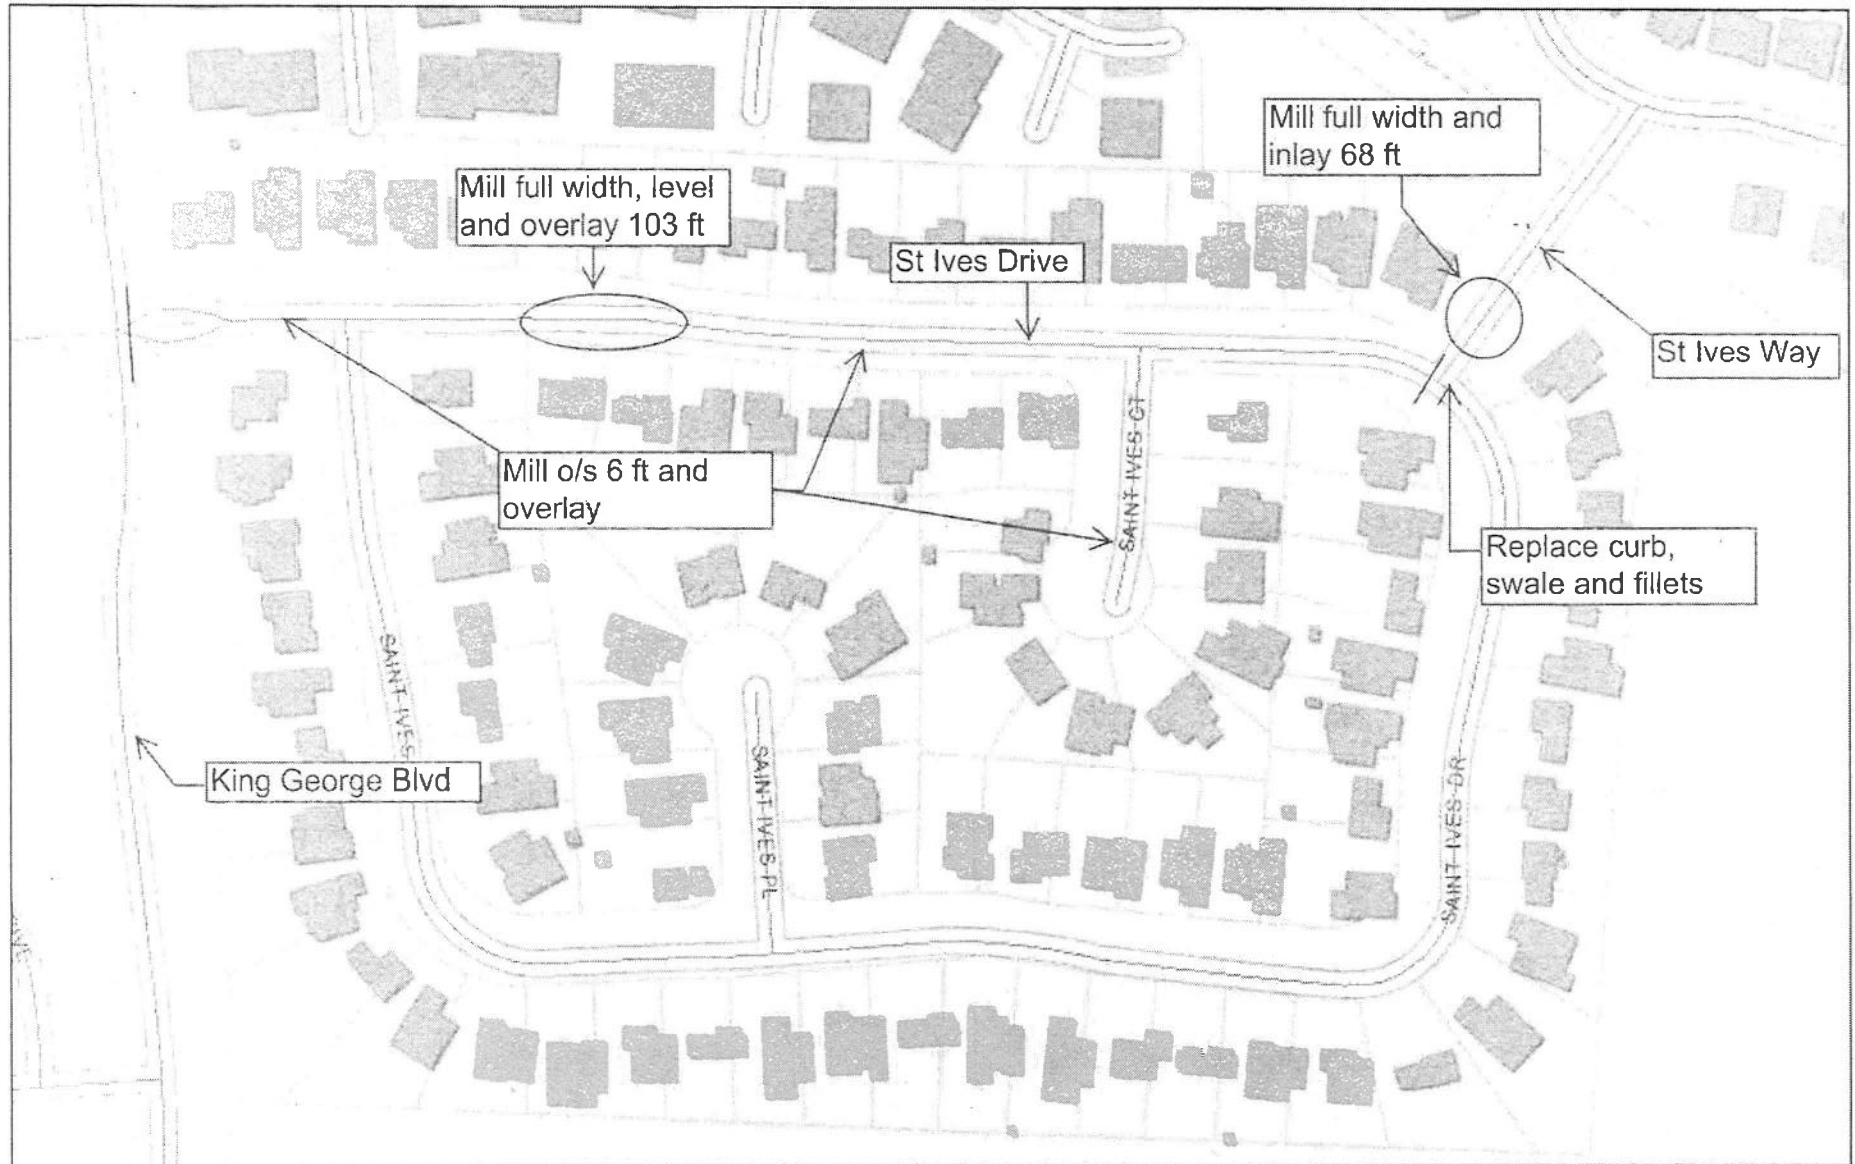 Mill full width and
inlay 68 ft
Mill full width, level
and overlay 103 ft
St Ives Drive
St Ives Way
SAINT IVES CT
Mill o/s 6 ft and
overlay
Replace curb,
swale and fillets
SAINT IVES
King George Blvd
SAINT IVES PL
SAINT IVES DR